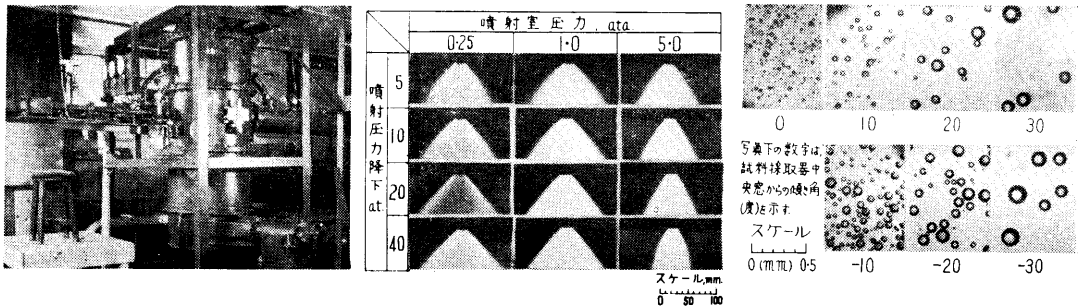 噴射室圧力, ata.
0.25 1.0 5.0
噴射圧力降下 at.
5
10
20
40
スケール, mm.
0 50 100
0 10 20 30
写真下の数字は,
試料採取器中
央窓からの傾き角
(度)を示す.
スケール
0 (mm) 0.5
-10 -20 -30